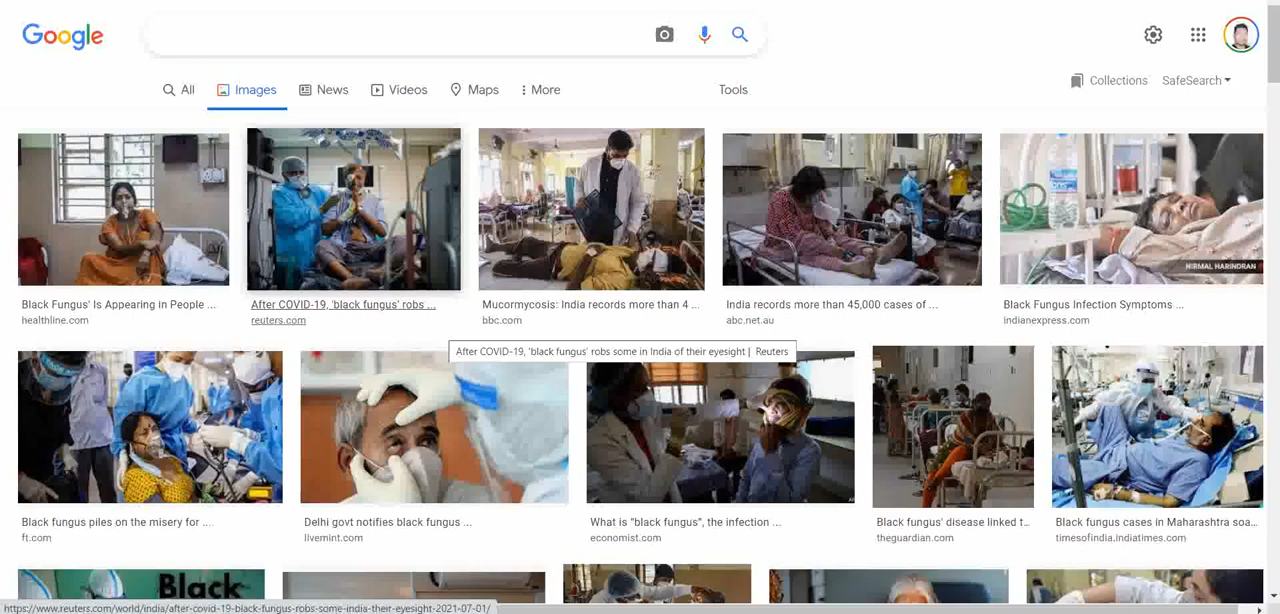 Google
All
Images
News
Videos
Maps
More
Tools
Collections
SafeSearch
HIRMAL HARINDRAN
Black Fungus' Is Appearing in People ...
healthline.com
After COVID-19, 'black fungus' robs ...
reuters.com
Mucormycosis: India records more than 4 ...
bbc.com
India records more than 45,000 cases of ...
abc.net.au
Black Fungus Infection Symptoms ...
indianexpress.com
After COVID-19, 'black fungus' robs some in India of their eyesight | Reuters
Black fungus piles on the misery for ...
ft.com
Delhi govt notifies black fungus ...
livemint.com
What is "black fungus", the infection ...
economist.com
Black fungus' disease linked t...
theguardian.com
Black fungus cases in Maharashtra soa...
timesofindia.indiatimes.com
Black
https://www.reuters.com/world/india/after-covid-19-black-fungus-robs-some-india-their-eyesight-2021-07-01/